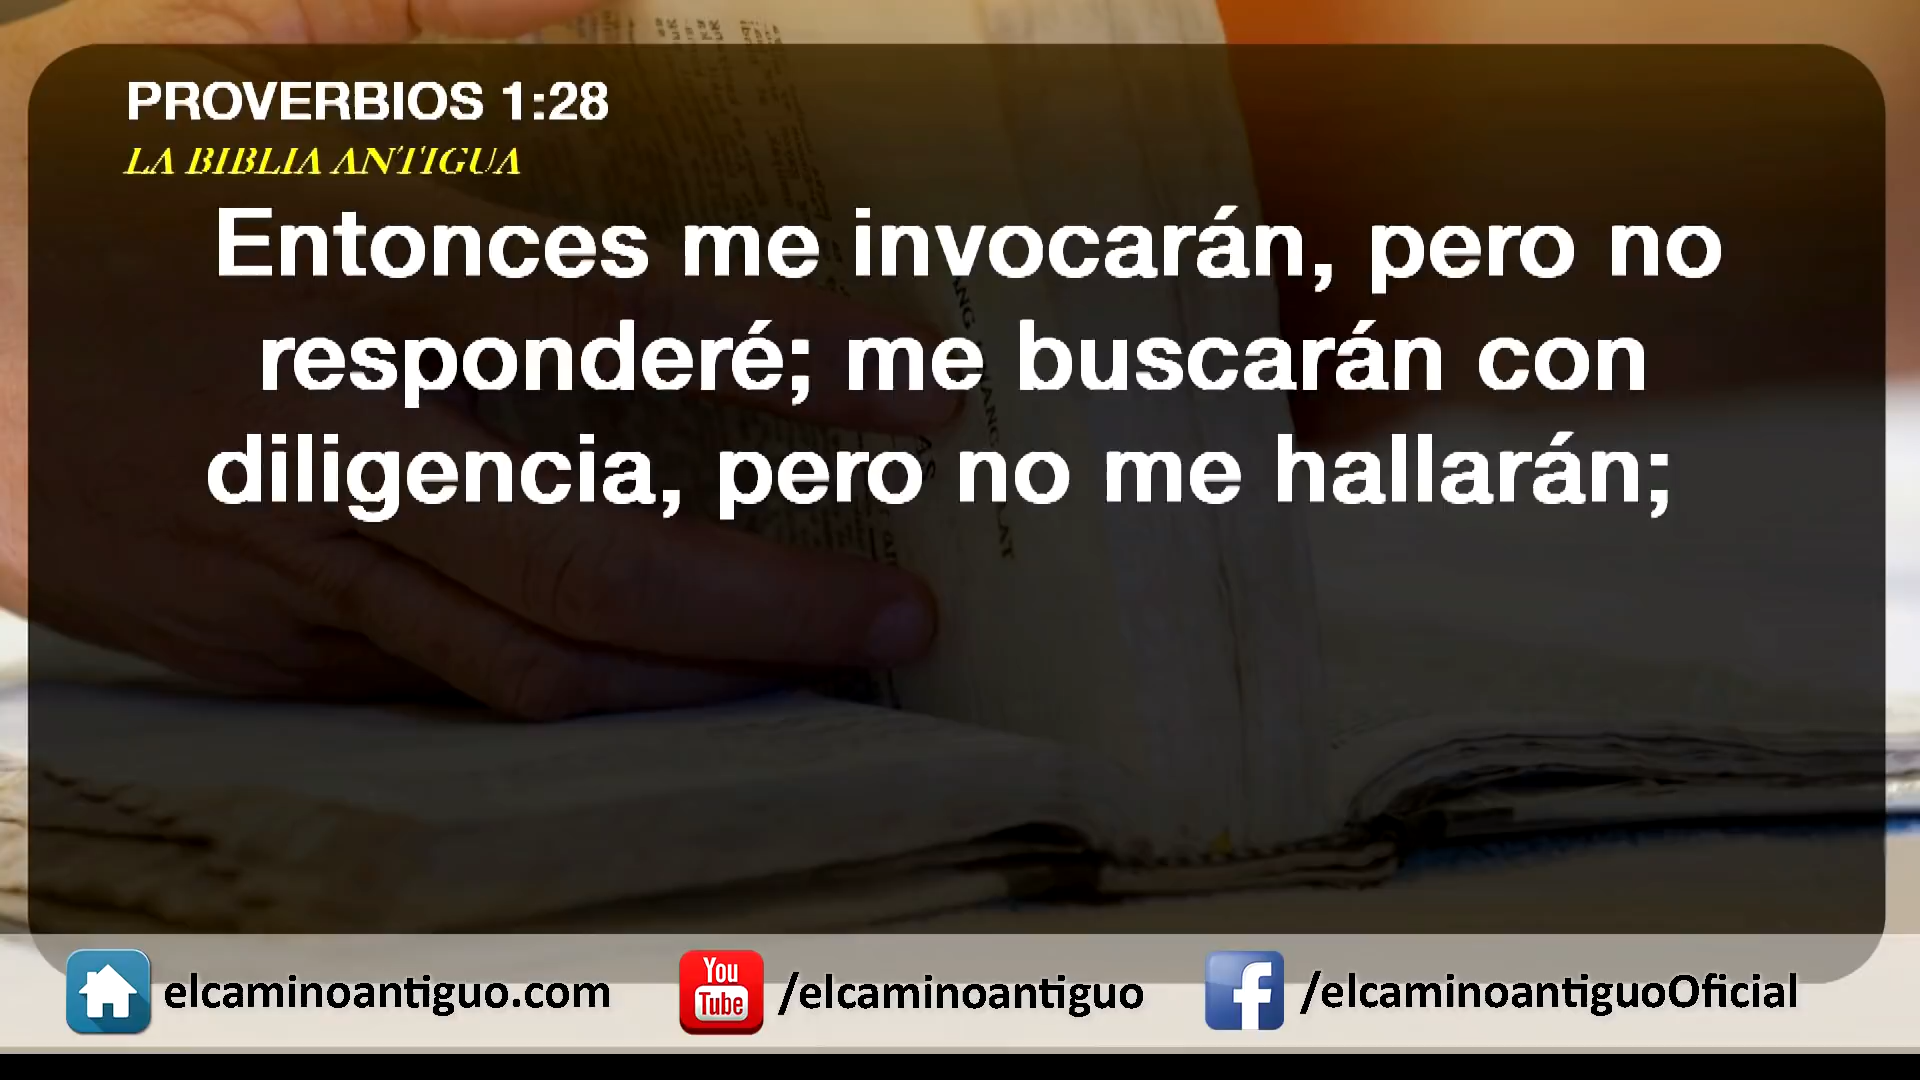 PROVERBIOS 1:28
LA BIBLIA ANTIGUA
Entonces me invocarán, pero no
responderé; me buscarán con
diligencia, pero no me hallarán;
elcaminoantiguo.com
You
Tube
/elcaminoantiguo
f
/elcaminoantiguoOficial